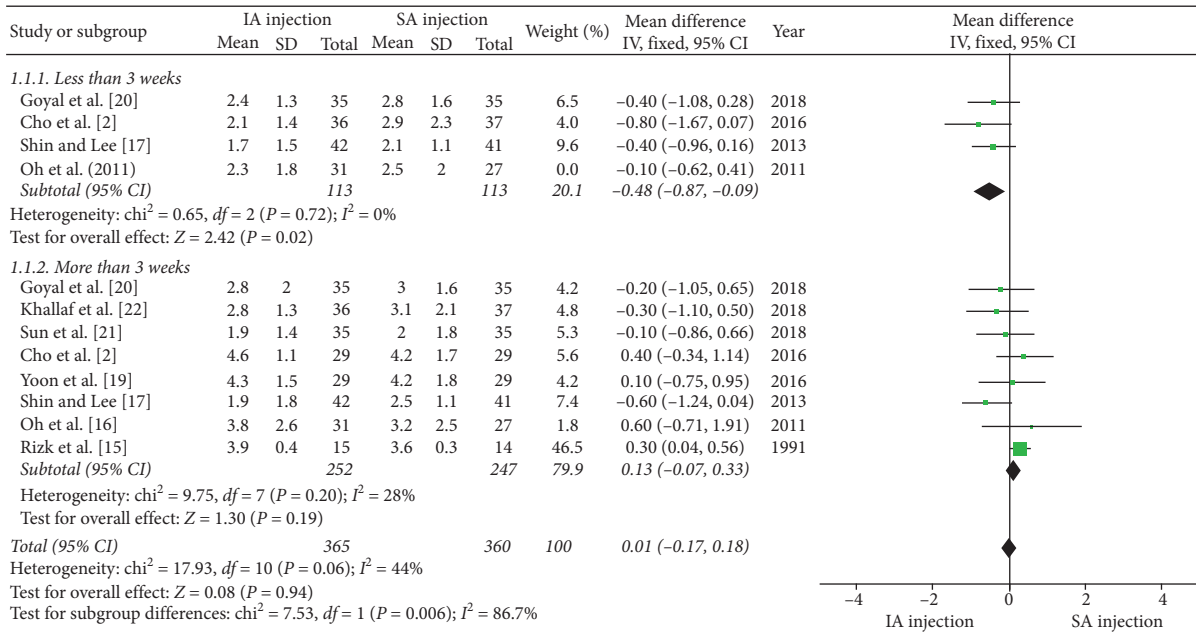 Study or subgroup IA injection SA injection Weight (%) Mean difference IV, fixed, 95% CI Year Mean difference IV, fixed, 95% CI
Mean SD Total Mean SD Total
1.1.1. Less than 3 weeks
Goyal et al. [20] 2.4 1.3 35 2.8 1.6 35 6.5 −0.40 (−1.08, 0.28) 2018
Cho et al. [2] 2.1 1.4 36 2.9 2.3 37 4.0 −0.80 (−1.67, 0.07) 2016
Shin and Lee [17] 1.7 1.5 42 2.1 1.1 41 9.6 −0.40 (−0.96, 0.16) 2013
Oh et al. (2011) 2.3 1.8 31 2.5 2 27 0.0 −0.10 (−0.62, 0.41) 2011
Subtotal (95% CI) 113 113 20.1 −0.48 (−0.87, −0.09)
Heterogeneity: chi² = 0.65, df = 2 (P = 0.72); I² = 0%
Test for overall effect: Z = 2.42 (P = 0.02)
1.1.2. More than 3 weeks
Goyal et al. [20] 2.8 2 35 3 1.6 35 4.2 −0.20 (−1.05, 0.65) 2018
Khallaf et al. [22] 2.8 1.3 36 3.1 2.1 37 4.8 −0.30 (−1.10, 0.50) 2018
Sun et al. [21] 1.9 1.4 35 2 1.8 35 5.3 −0.10 (−0.86, 0.66) 2018
Cho et al. [2] 4.6 1.1 29 4.2 1.7 29 5.6 0.40 (−0.34, 1.14) 2016
Yoon et al. [19] 4.3 1.5 29 4.2 1.8 29 4.2 0.10 (−0.75, 0.95) 2016
Shin and Lee [17] 1.9 1.8 42 2.5 1.1 41 7.4 −0.60 (−1.24, 0.04) 2013
Oh et al. [16] 3.8 2.6 31 3.2 2.5 27 1.8 0.60 (−0.71, 1.91) 2011
Rizk et al. [15] 3.9 0.4 15 3.6 0.3 14 46.5 0.30 (0.04, 0.56) 1991
Subtotal (95% CI) 252 247 79.9 0.13 (−0.07, 0.33)
Heterogeneity: chi² = 9.75, df = 7 (P = 0.20); I² = 28%
Test for overall effect: Z = 1.30 (P = 0.19)
Total (95% CI) 365 360 100 0.01 (−0.17, 0.18)
Heterogeneity: chi² = 17.93, df = 10 (P = 0.06); I² = 44%
Test for overall effect: Z = 0.08 (P = 0.94)
Test for subgroup differences: chi² = 7.53, df = 1 (P = 0.006); I² = 86.7%
−4 −2 0 2 4
IA injection SA injection